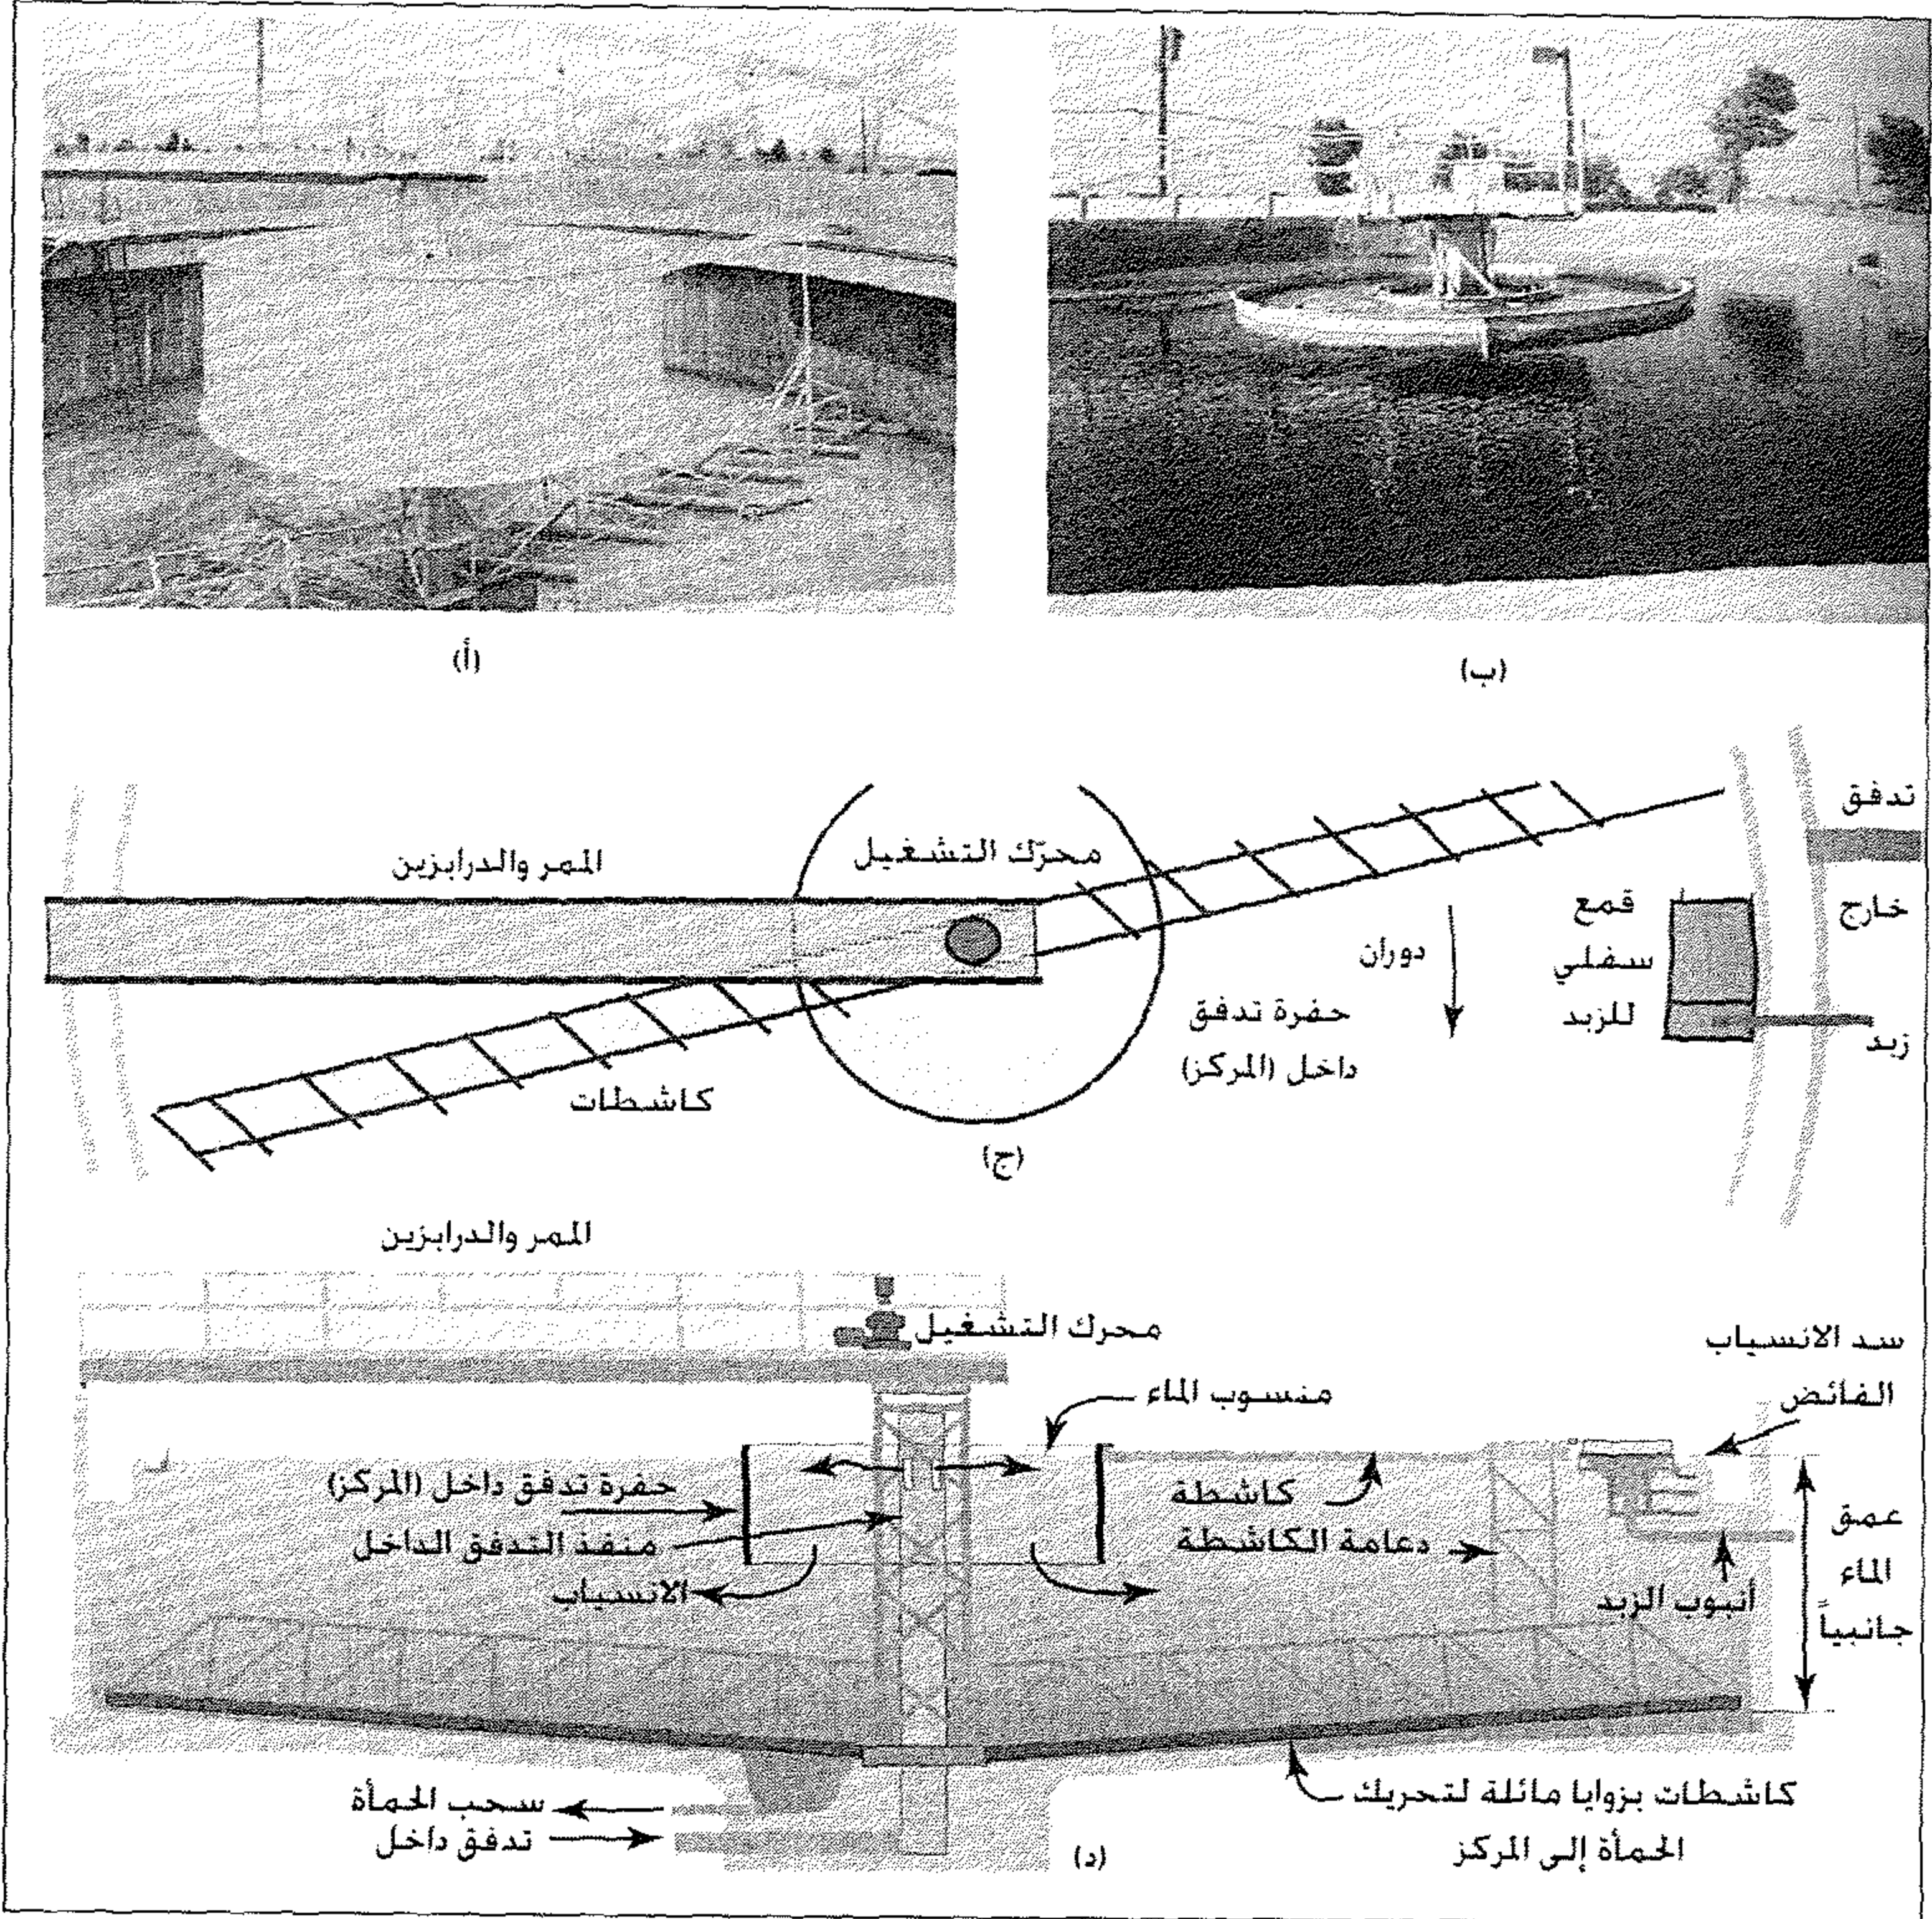 (أ)
(ب)
تدفق
خارج
محرّك التشغيل
الممر والدرابزين
قمع
سفلي
للزبد
زبد
دوران
حفرة تدفق
داخل (المركز)
كاشطات
(ج)
الممر والدرابزين
محرك التشغيل
سد الانسياب
الفائض
منسوب الماء
حفرة تدفق داخل (المركز)
منفذ التدفق الداخل
الانسياب
كاشطة
دعامة الكاشطة
أنبوب الزبد
عمق
الماء
جانبياً
كاشطات بزوايا مائلة لتحريك
الحمأة إلى المركز
سحب الحمأة
تدفق داخل
(د)